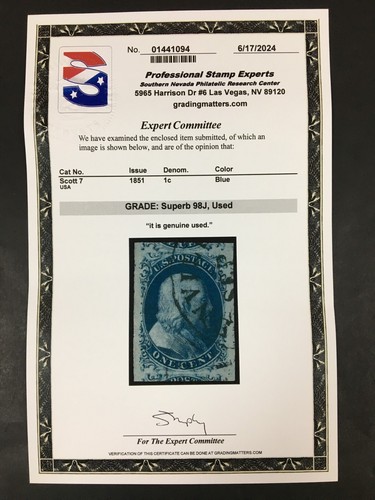 No. 01441094 6/17/2024
Professional Stamp Experts
Southern Nevada Philatelic Research Center
5965 Harrison Dr #6 Las Vegas, NV 89120
gradingmatters.com
Expert Committee
We have examined the enclosed item submitted, of which an
image is shown below, and are of the opinion that:
Cat No. Issue Denom. Color
Scott 7 1851 1c Blue
USA
GRADE: Superb 98J, Used
"it is genuine used."
U.S. POSTAGE
ONE CENT
For The Expert Committee
VERIFICATION OF THIS CERTIFICATE CAN BE DONE AT GRADINGMATTERS.COM